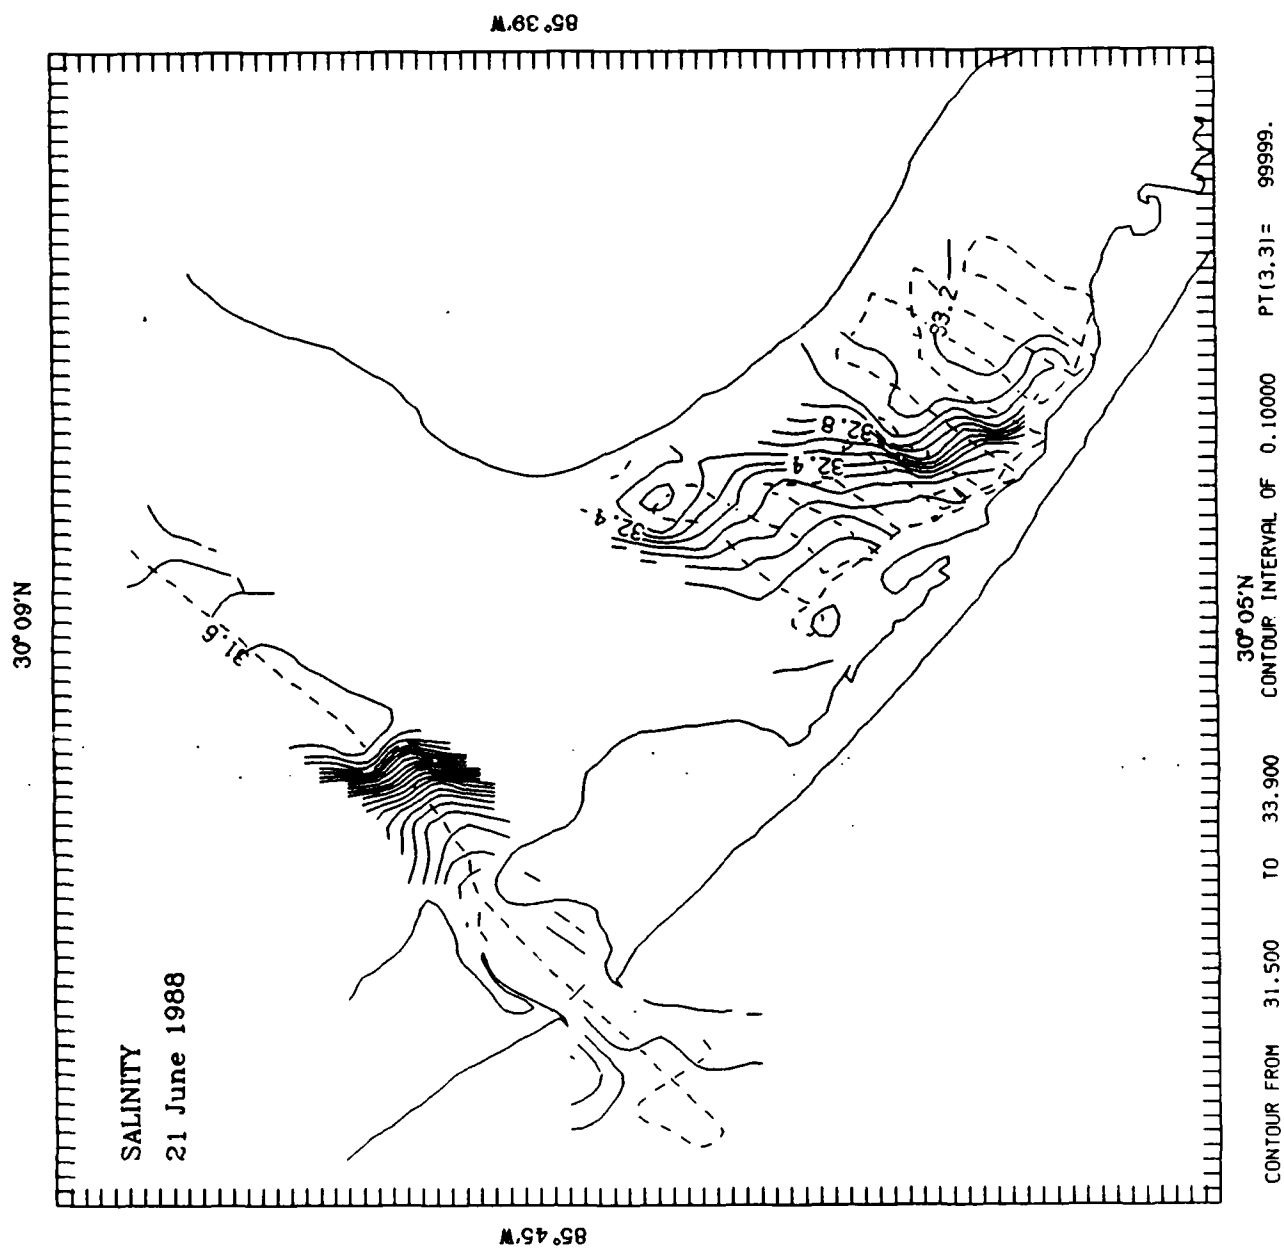 SALINITY
21 June 1988
30° 09'N
85° 39'W
85° 45'W
30° 05'N
31.6
32.4
32.4
32.8
33.2
CONTOUR FROM 31.500 TO 33.900 CONTOUR INTERVAL OF 0.10000 PT(3,3)= 99999.